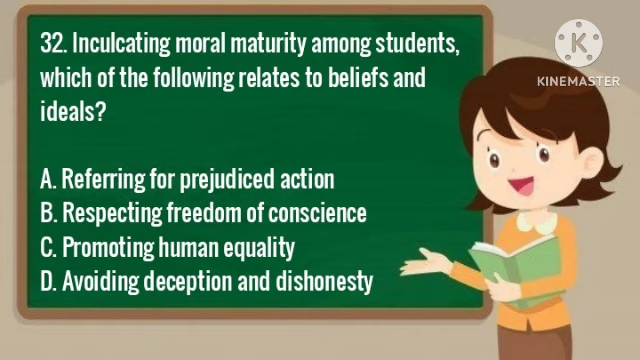 32. Inculcating moral maturity among students,
which of the following relates to beliefs and
ideals?
A. Referring for prejudiced action
B. Respecting freedom of conscience
C. Promoting human equality
D. Avoiding deception and dishonesty
K
KINEMASTER